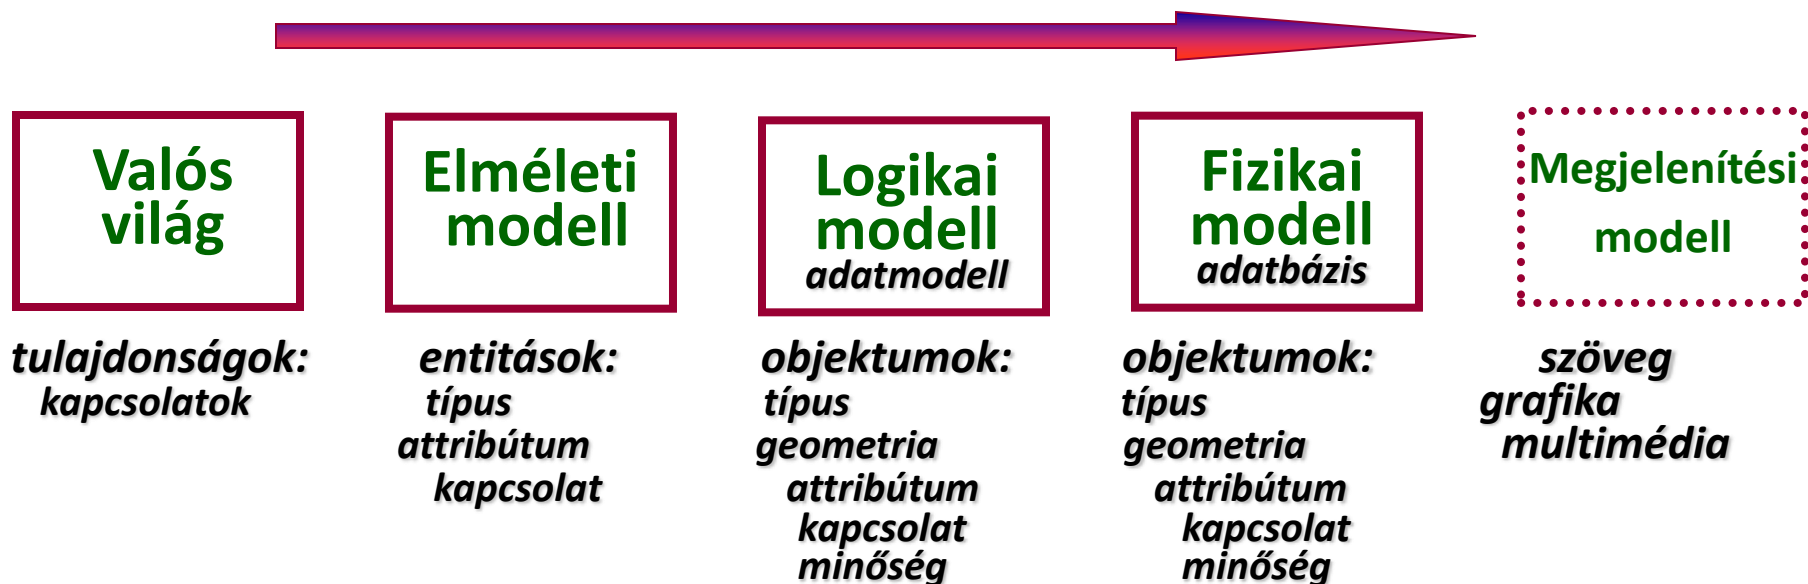 Valós
világ
tulajdonságok:
kapcsolatok
Elméleti
modell
entitások:
típus
attribútum
kapcsolat
Logikai
modell
adatmodell
objektumok:
típus
geometria
attribútum
kapcsolat
minőség
Fizikai
modell
adatbázis
objektumok:
típus
geometria
attribútum
kapcsolat
minőség
Megjelenítési
modell
szöveg
grafika
multimédia